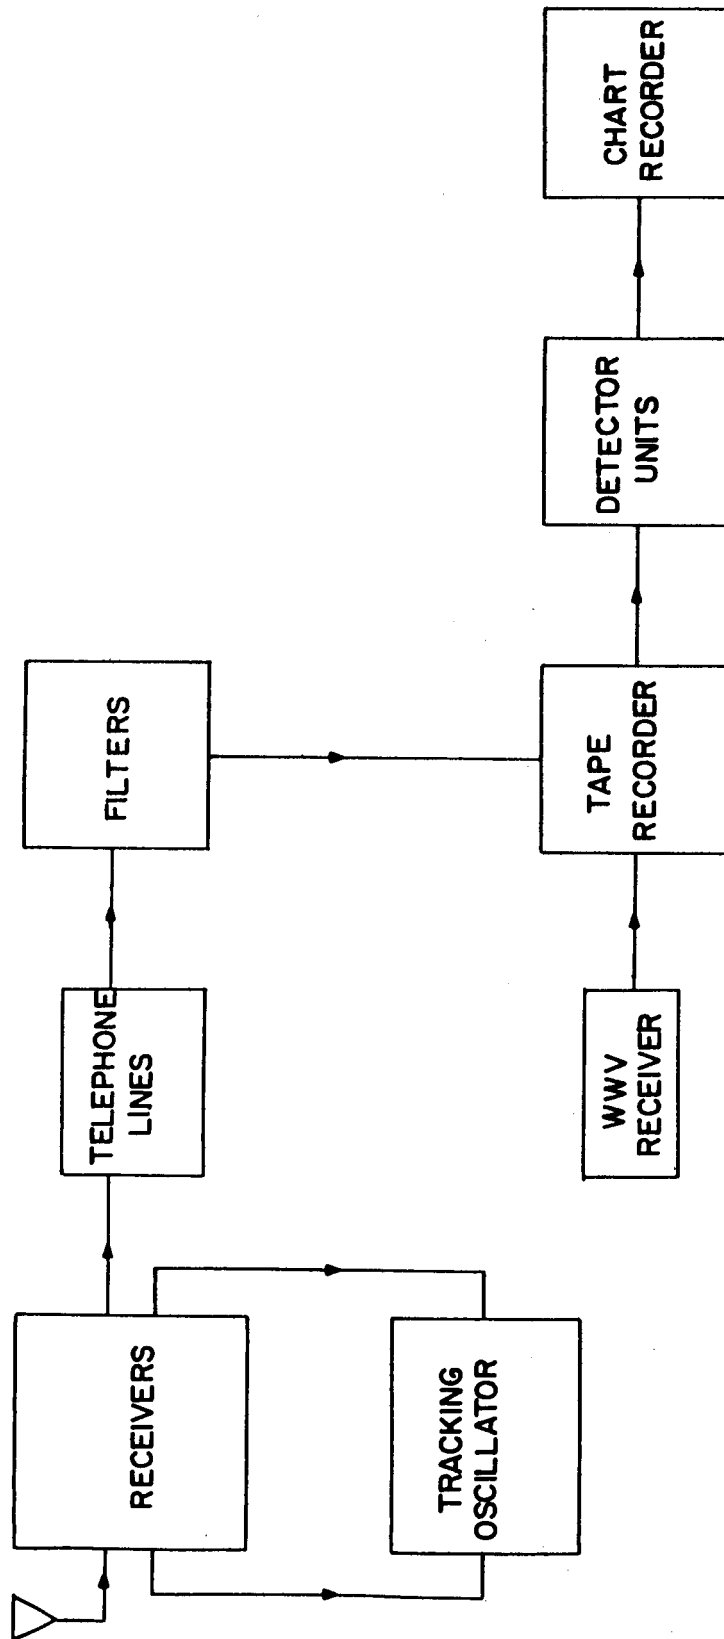 RECEIVERS
TELEPHONE
LINES
FILTERS
TRACKING
OSCILLATOR
WWV
RECEIVER
TAPE
RECORDER
DETECTOR
UNITS
CHART
RECORDER